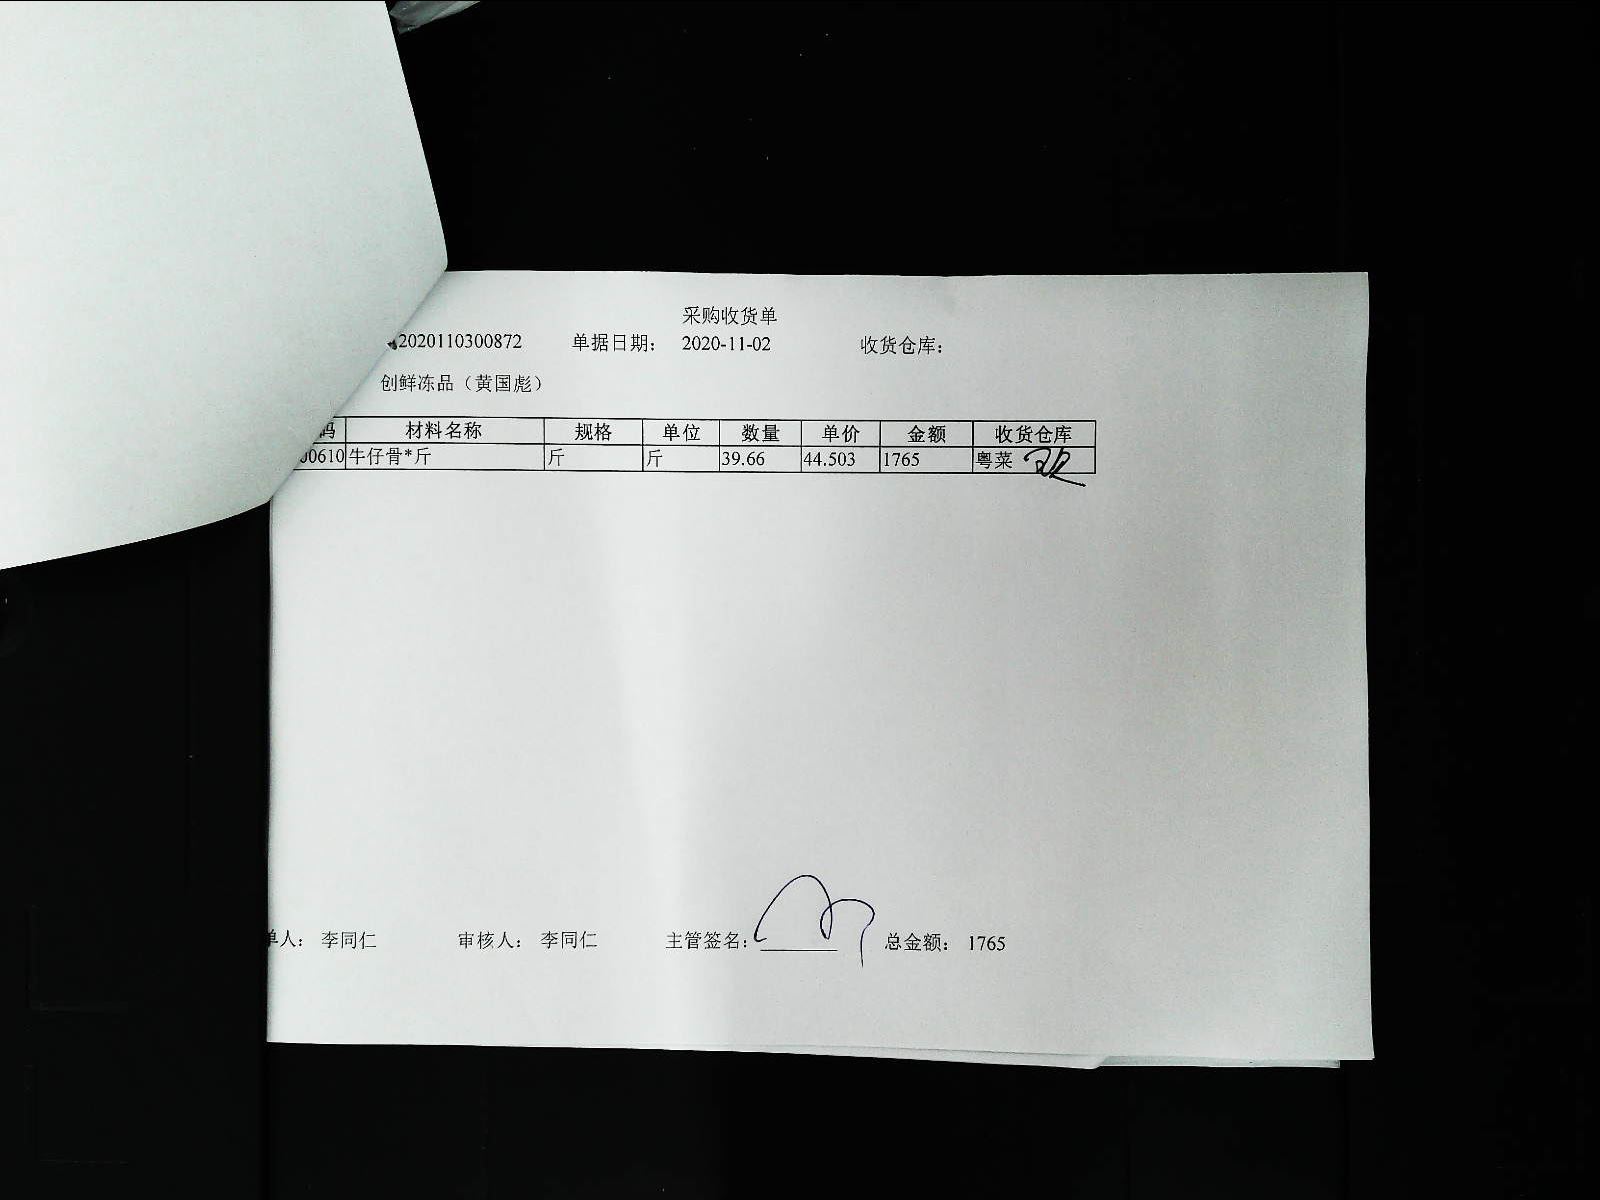 采购收货单
2020110300872 单据日期： 2020-11-02 收货仓库：
创鲜冻品（黄国彪）
码 材料名称 规格 单位 数量 单价 金额 收货仓库
00610 牛仔骨*斤 斤 斤 39.66 44.503 1765 粤菜
单人： 李同仁 审核人： 李同仁 主管签名： 总金额： 1765